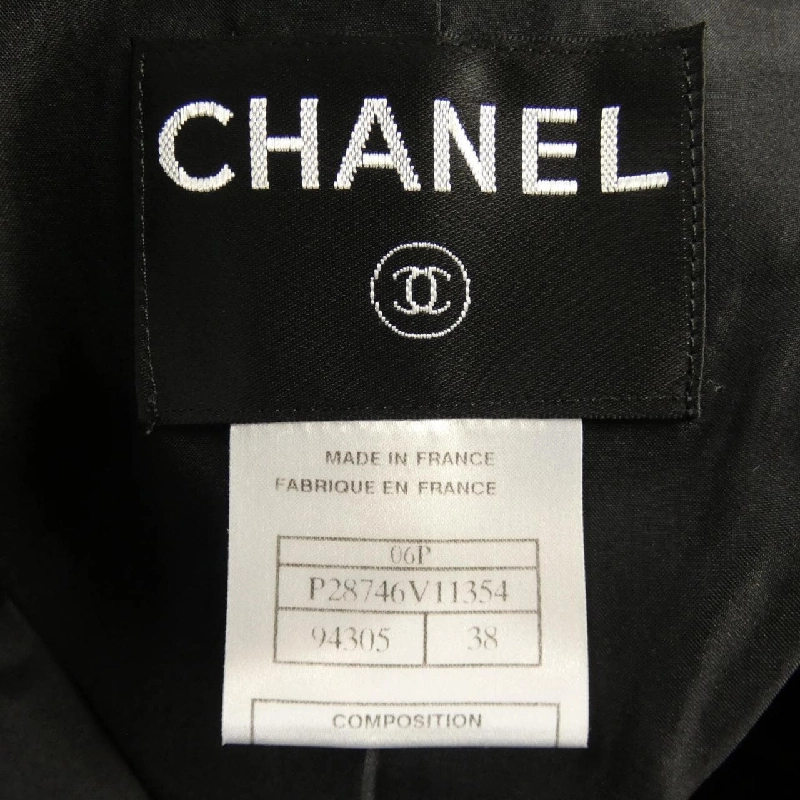 CHANEL
MADE IN FRANCE
FABRIQUE EN FRANCE
06P
P28746V11354
94305 38
COMPOSITION